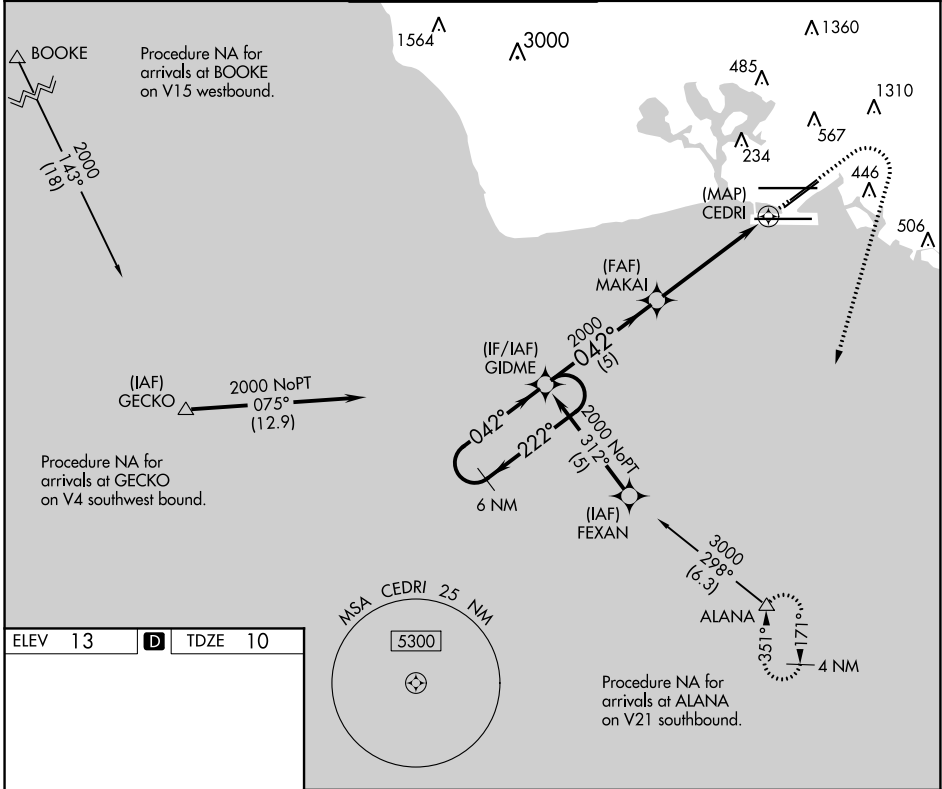 BOOKE
Procedure NA for
arrivals at BOOKE
on V15 westbound.
1564
3000
1360
485
1310
567
234
446
506
2000
143°
(18)
(MAP)
CEDRI
(FAF)
MAKAI
2000
042°
(5)
(IF/IAF)
GIDME
(IAF)
GECKO
2000 NoPT
075°
(12.9)
042°
222°
2000 NoPT
312°
(5)
6 NM
(IAF)
FEXAN
Procedure NA for
arrivals at GECKO
on V4 southwest bound.
3000
298°
(6.3)
ALANA
351°
171°
4 NM
MSA CEDRI 25 NM
5300
ELEV 13 D TDZE 10
Procedure NA for
arrivals at ALANA
on V21 southbound.